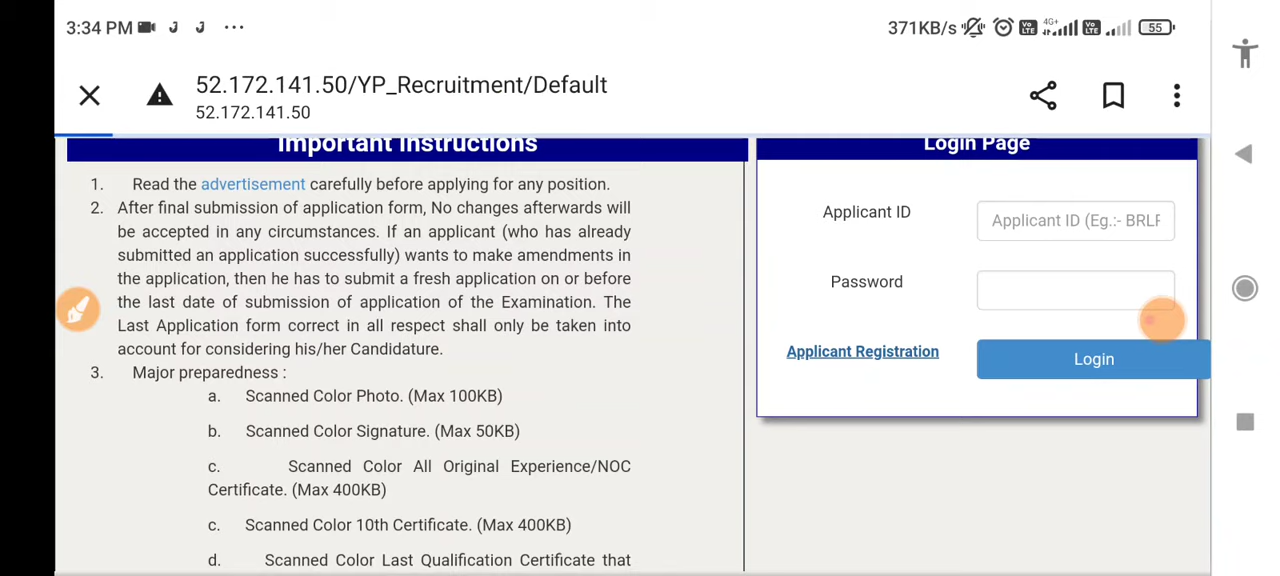 3:34 PM
371KB/s
4G+
Vo LTE
Vo LTE
55
52.172.141.50/YP_Recruitment/Default
52.172.141.50
Important Instructions
Login Page
1. Read the advertisement carefully before applying for any position.
2. After final submission of application form, No changes afterwards will
be accepted in any circumstances. If an applicant (who has already
submitted an application successfully) wants to make amendments in
the application, then he has to submit a fresh application on or before
the last date of submission of application of the Examination. The
Last Application form correct in all respect shall only be taken into
account for considering his/her Candidature.
3. Major preparedness :
a. Scanned Color Photo. (Max 100KB)
b. Scanned Color Signature. (Max 50KB)
c. Scanned Color All Original Experience/NOC
Certificate. (Max 400KB)
c. Scanned Color 10th Certificate. (Max 400KB)
d. Scanned Color Last Qualification Certificate that
Applicant ID
Applicant ID (Eg.:- BRLF
Password
Applicant Registration
Login